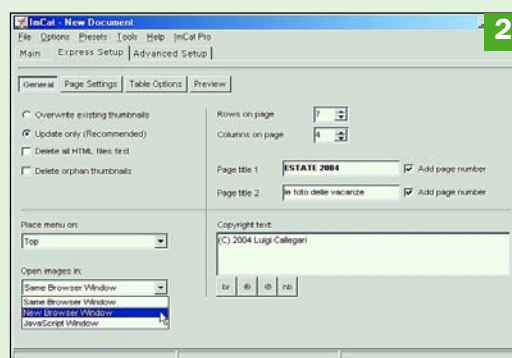 ImCat - New Document
2
File Options Presets Tools Help ImCat Pro
Main Express Setup Advanced Setup
General Page Settings Table Options Preview
Overwrite existing thumbnails
Update only (Recommended)
Delete all HTML files first
Delete orphan thumbnails
Rows on page 7
Columns on page 4
Page title 1 ESTATE 2004 Add page number
Page title 2 le foto delle vacanze Add page number
Place menu on:
Top
Open images in:
Same Browser Window
Same Browser Window
New Browser Window
JavaScript Window
Copyright text:
(C) 2004 Luigi Callegari
br © ® nb